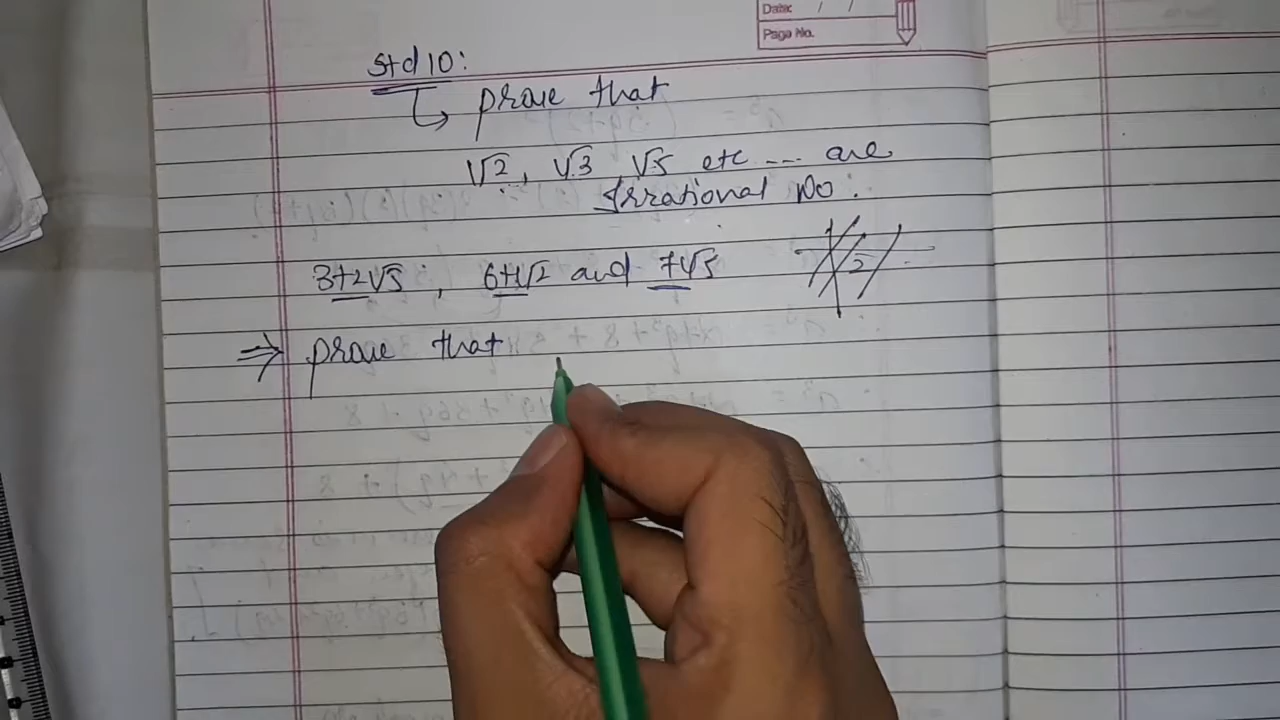 Date: / /
Page No.
Std 10:
prove that
√2, √3 √5 etc --- are
Irrational No.
3+2√5 ; 6+√2 and 7√5
2
⇒ prove that